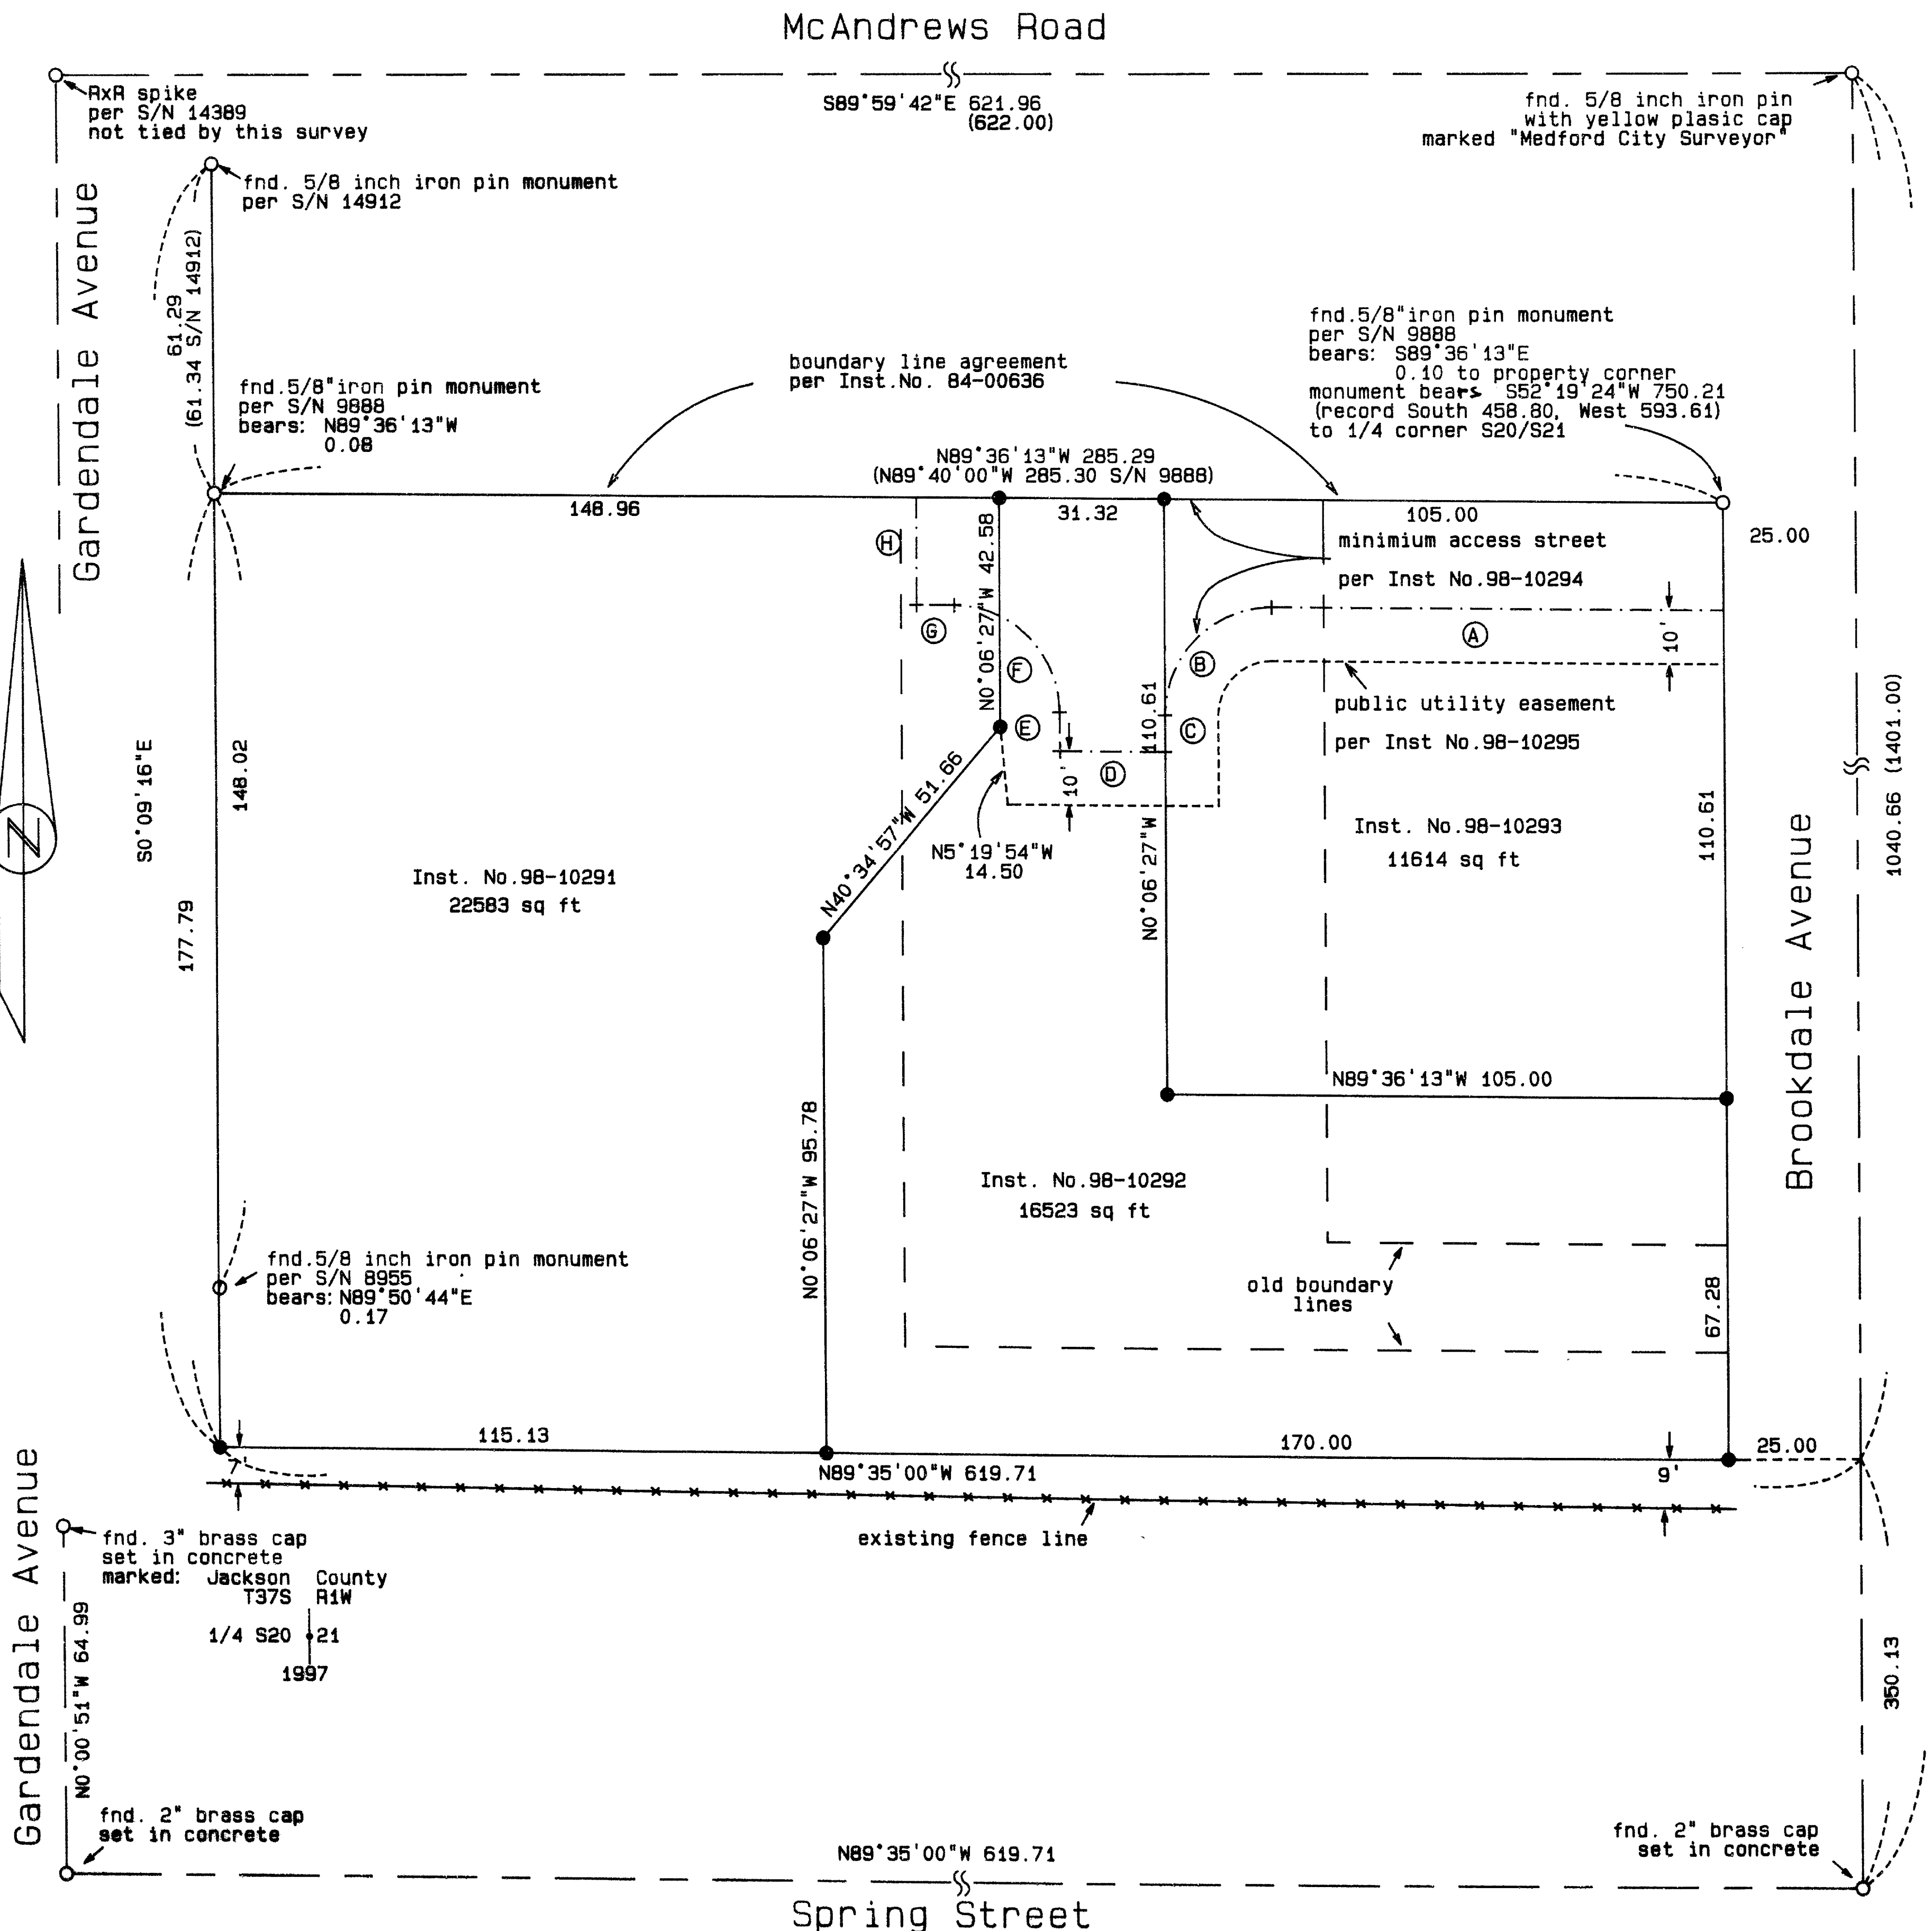 McAndrews Road
S89°59'42"E 621.96
(622.00)
RxR spike
per S/N 14389
not tied by this survey
fnd. 5/8 inch iron pin
with yellow plasic cap
marked "Medford City Surveyor"
Gardendale Avenue
fnd. 5/8 inch iron pin monument
per S/N 14912
61.29
(61.34 S/N 14912)
fnd.5/8"iron pin monument
per S/N 9888
bears: N89°36'13"W
0.08
boundary line agreement
per Inst.No. 84-00636
fnd.5/8"iron pin monument
per S/N 9888
bears: S89°36'13"E
0.10 to property corner
monument bears S52°19'24"W 750.21
(record South 458.80, West 593.61)
to 1/4 corner S20/S21
N89°36'13"W 285.29
(N89°40'00"W 285.30 S/N 9888)
148.96
31.32
105.00
25.00
H
N0°06'27"W 42.58
minimium access street
per Inst No.98-10294
G
F
B
A
10'
E
C
D
10'
110.61
N0°06'27"W
public utility easement
per Inst No.98-10295
S0°09'16"E
148.02
177.79
N40°34'57"W 51.66
N5°19'54"W
14.50
Inst. No.98-10291
22583 sq ft
Inst. No.98-10293
11614 sq ft
110.61
Brookdale Avenue
1040.66 (1401.00)
N
N89°36'13"W 105.00
N0°06'27"W 95.78
Inst. No.98-10292
16523 sq ft
fnd.5/8 inch iron pin monument
per S/N 8955
bears: N89°50'44"E
0.17
old boundary
lines
67.28
115.13
170.00
25.00
7'
N89°35'00"W 619.71
9'
existing fence line
Gardendale Avenue
fnd. 3" brass cap
set in concrete
marked: Jackson County
T37S R1W
1/4 S20 21
1997
N0°00'51"W 64.99
350.13
fnd. 2" brass cap
set in concrete
fnd. 2" brass cap
set in concrete
N89°35'00"W 619.71
Spring Street